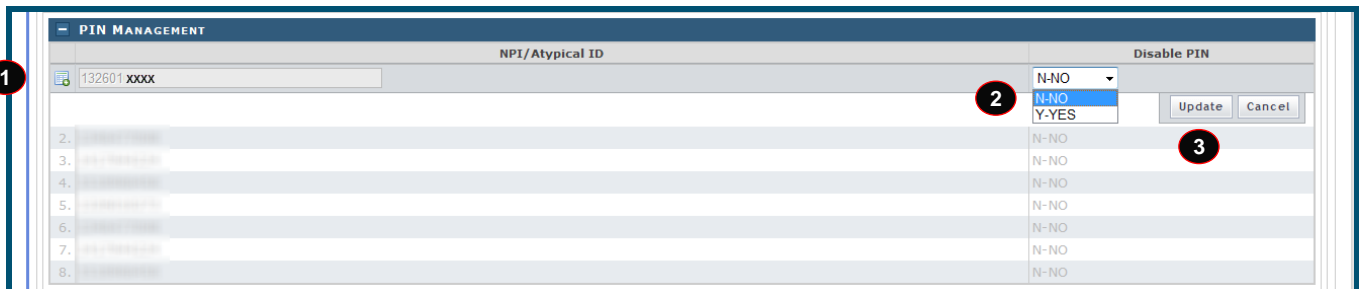 − PIN MANAGEMENT
NPI/Atypical ID Disable PIN
1 132601 xxxx N-NO
2 N-NO
Y-YES Update Cancel
3
2. N-NO
3. N-NO
4. N-NO
5. N-NO
6. N-NO
7. N-NO
8. N-NO